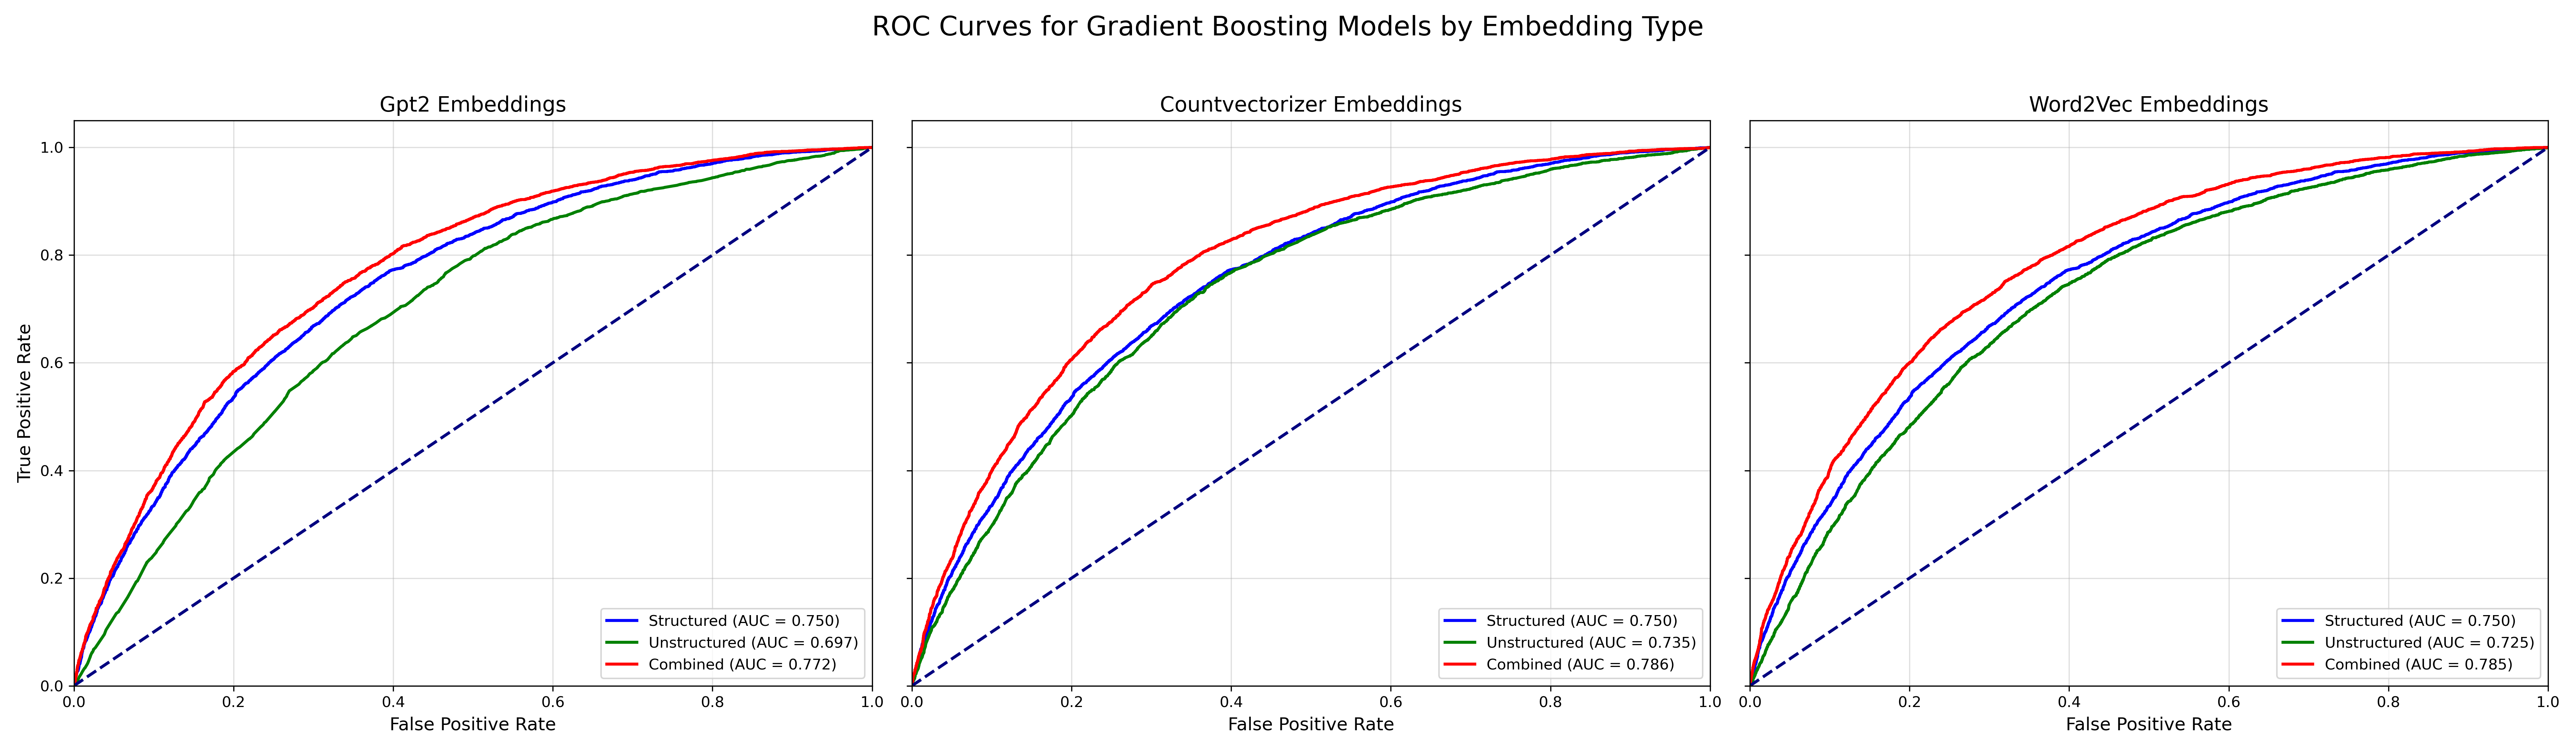 ROC Curves for Gradient Boosting Models by Embedding Type
Gpt2 Embeddings
True Positive Rate
1.0
0.8
0.6
0.4
0.2
0.0
0.0 0.2 0.4 0.6 0.8 1.0
False Positive Rate
Structured (AUC = 0.750)
Unstructured (AUC = 0.697)
Combined (AUC = 0.772)
Countvectorizer Embeddings
0.0 0.2 0.4 0.6 0.8 1.0
False Positive Rate
Structured (AUC = 0.750)
Unstructured (AUC = 0.735)
Combined (AUC = 0.786)
Word2Vec Embeddings
0.0 0.2 0.4 0.6 0.8 1.0
False Positive Rate
Structured (AUC = 0.750)
Unstructured (AUC = 0.725)
Combined (AUC = 0.785)